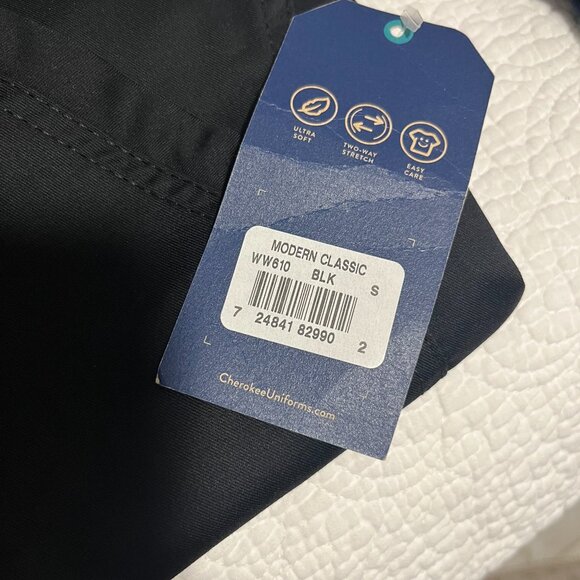 ULTRA
SOFT
TWO-WAY
STRETCH
EASY
CARE
MODERN CLASSIC
WW610 BLK S
7 24841 82990 2
CherokeeUniforms.com